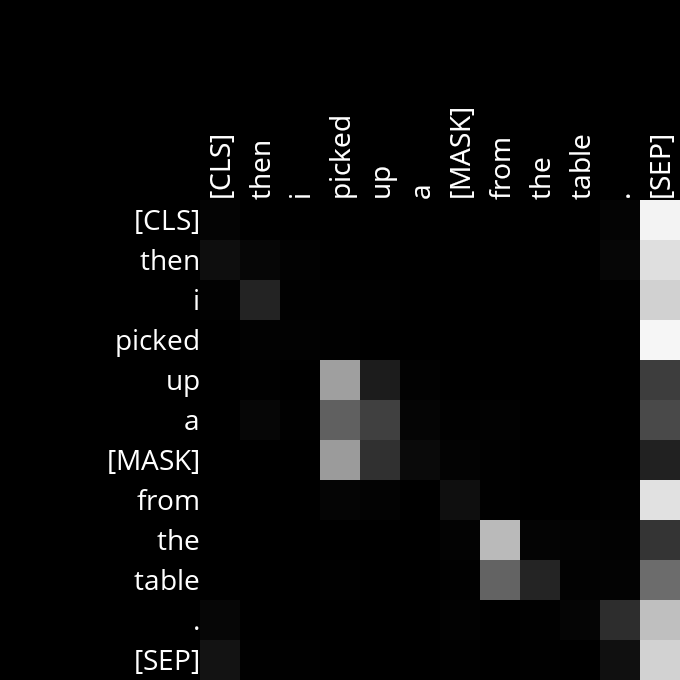 [CLS] then i picked up a [MASK] from the table . [SEP]
[CLS]
then
i
picked
up
a
[MASK]
from
the
table
.
[SEP]